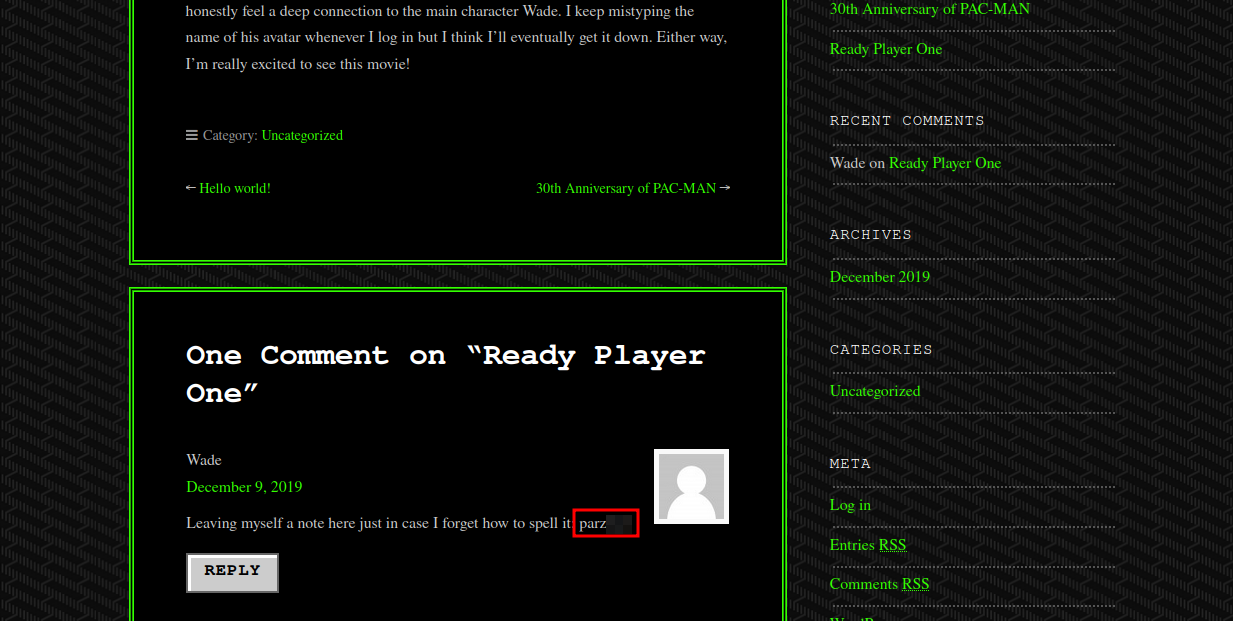 honestly feel a deep connection to the main character Wade. I keep mistyping the
name of his avatar whenever I log in but I think I’ll eventually get it down. Either way,
I’m really excited to see this movie!
Category: Uncategorized
← Hello world!
30th Anniversary of PAC-MAN →
One Comment on “Ready Player
One”
Wade
December 9, 2019
Leaving myself a note here just in case I forget how to spell it: parz
REPLY
30th Anniversary of PAC-MAN
Ready Player One
RECENT COMMENTS
Wade on Ready Player One
ARCHIVES
December 2019
CATEGORIES
Uncategorized
META
Log in
Entries RSS
Comments RSS